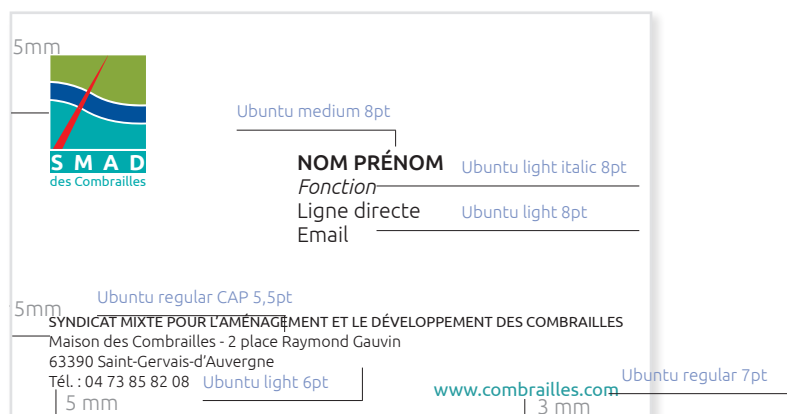 5mm
Ubuntu medium 8pt
S M A D
des Combrailles
NOM PRÉNOM
Ubuntu light italic 8pt
Fonction
Ligne directe
Ubuntu light 8pt
Email
Ubuntu regular CAP 5,5pt
5mm
SYNDICAT MIXTE POUR L'AMÉNAGEMENT ET LE DÉVELOPPEMENT DES COMBRAILLES
Maison des Combrailles - 2 place Raymond Gauvin
63390 Saint-Gervais-d'Auvergne
Tél. : 04 73 85 82 08
Ubuntu light 6pt
www.combrailles.com
Ubuntu regular 7pt
5 mm
3 mm